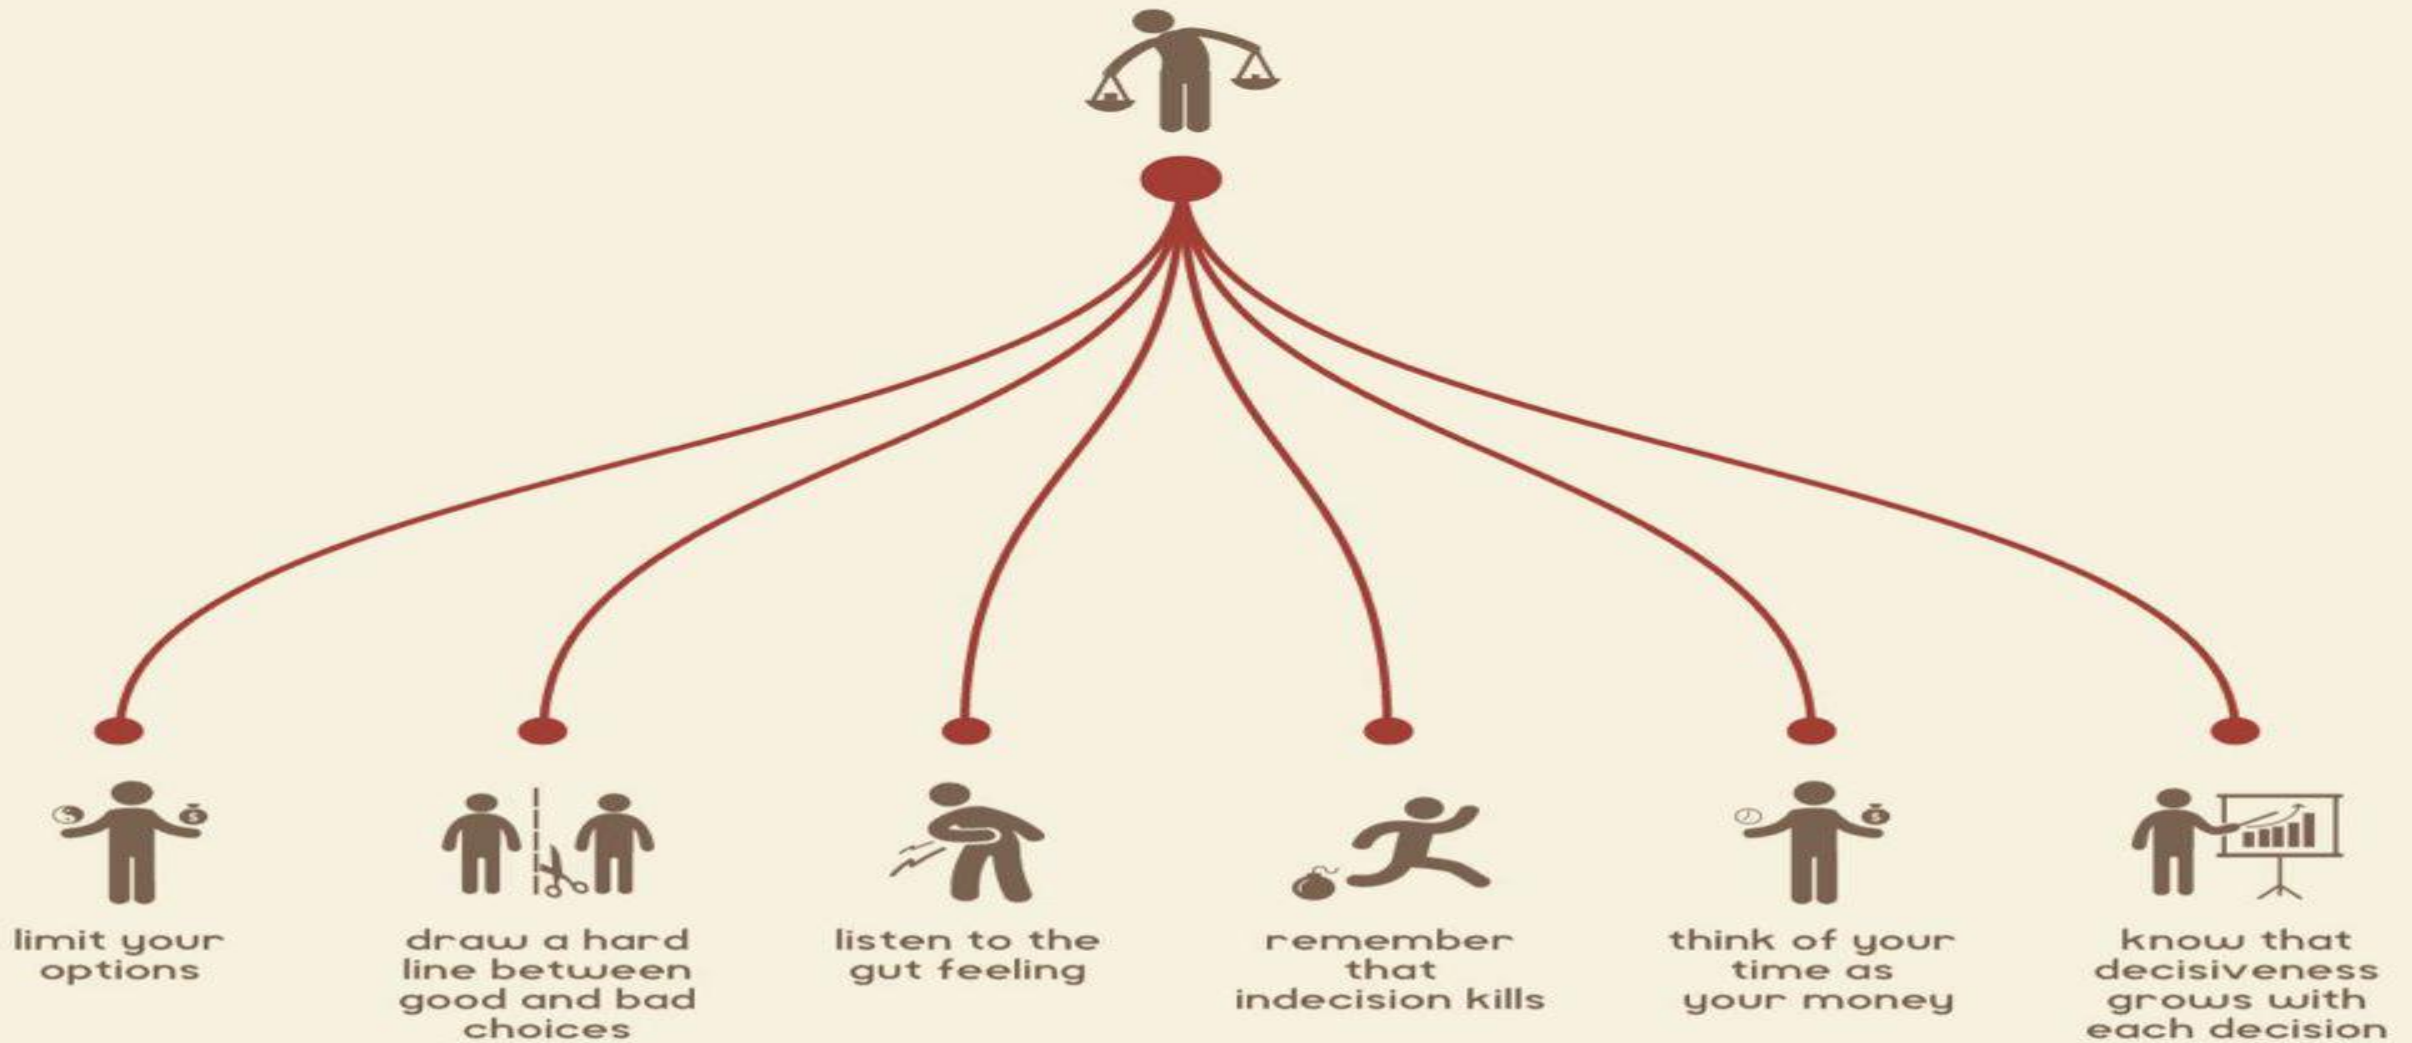 limit your
options
draw a hard
line between
good and bad
choices
listen to the
gut feeling
remember
that
indecision kills
think of your
time as
your money
know that
decisiveness
grows with
each decision